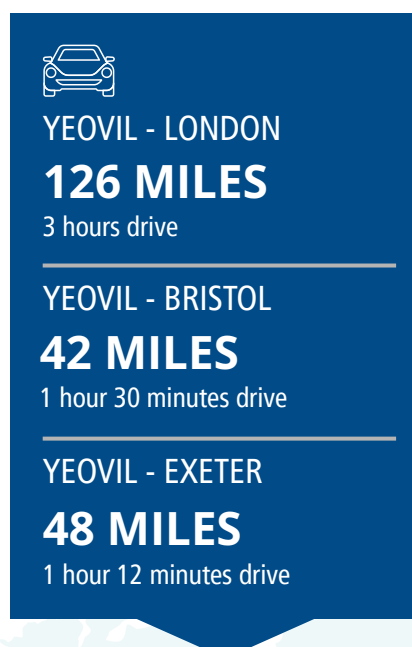 YEOVIL - LONDON
126 MILES
3 hours drive
YEOVIL - BRISTOL
42 MILES
1 hour 30 minutes drive
YEOVIL - EXETER
48 MILES
1 hour 12 minutes drive